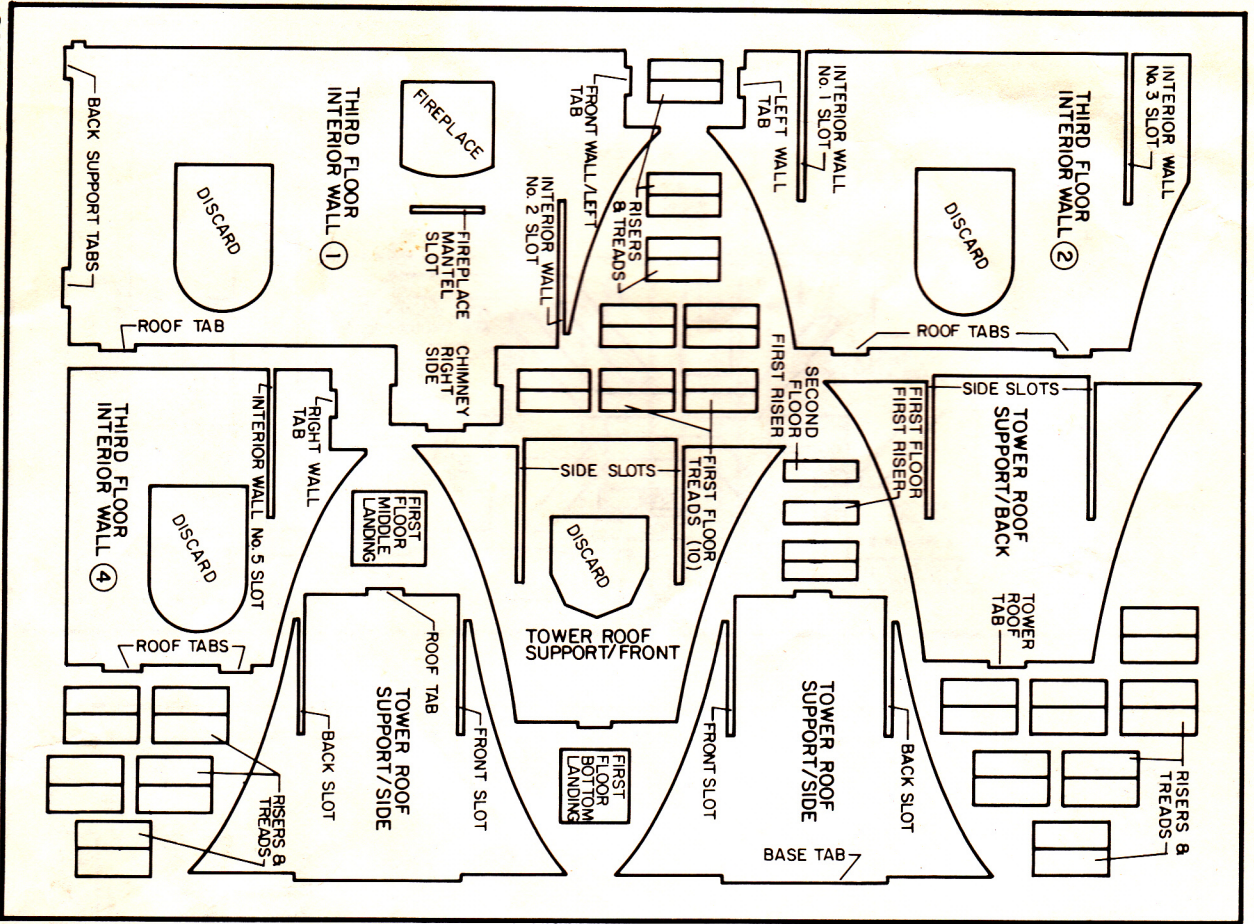 BACK SUPPORT TABS
THIRD FLOOR
INTERIOR WALL
1
FIREPLACE
DISCARD
FIREPLACE
MANTEL
SLOT
ROOF TAB
CHIMNEY
RIGHT
SIDE
FRONT WALL/LEFT
TAB
INTERIOR WALL
No. 2 SLOT
RISERS
& TREADS
LEFT WALL
TAB
INTERIOR WALL
No. 1 SLOT
THIRD FLOOR
INTERIOR WALL
2
INTERIOR WALL
No. 3 SLOT
DISCARD
ROOF TABS
THIRD FLOOR
INTERIOR WALL
4
INTERIOR WALL No. 5 SLOT
RIGHT WALL
TAB
DISCARD
ROOF TABS
FIRST
FLOOR
MIDDLE
LANDING
SIDE SLOTS
DISCARD
TOWER ROOF
SUPPORT/FRONT
FIRST FLOOR
TREADS (10)
SECOND
FLOOR
FIRST RISER
FIRST FLOOR
FIRST RISER
SIDE SLOTS
TOWER ROOF
SUPPORT/BACK
TOWER
ROOF
TAB
RISERS &
TREADS
BACK SLOT
TOWER ROOF
SUPPORT/SIDE
ROOF TAB
FRONT SLOT
FIRST
FLOOR
BOTTOM
LANDING
FRONT SLOT
TOWER ROOF
SUPPORT/SIDE
BACK SLOT
BASE TAB
RISERS &
TREADS